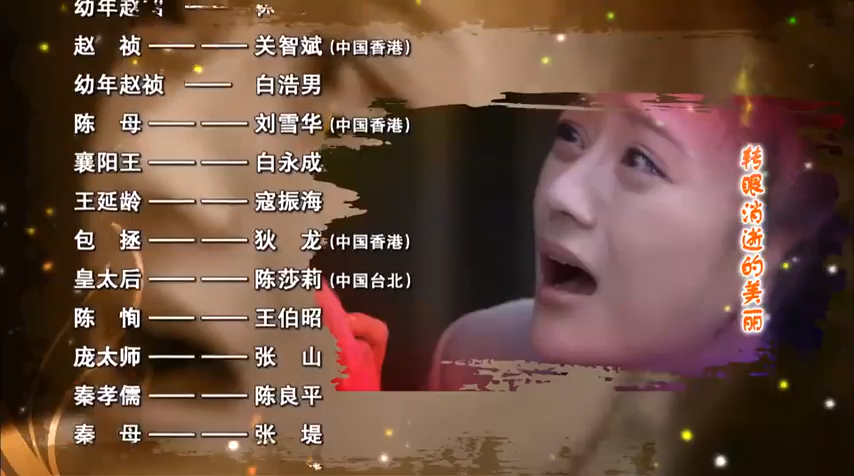 幼年赵
赵 祯 —— —— 关智斌 (中国香港)
幼年赵祯 —— 白浩男
陈 母 —— —— 刘雪华 (中国香港)
襄阳王 —— —— 白永成
王延龄 —— —— 寇振海
包 拯 —— —— 狄 龙 (中国香港)
皇太后 —— —— 陈莎莉 (中国台北)
陈 恂 —— —— 王伯昭
庞太师 —— —— 张 山
秦孝儒 —— —— 陈良平
秦 母 —— —— 张 堤
转眼消逝的美丽